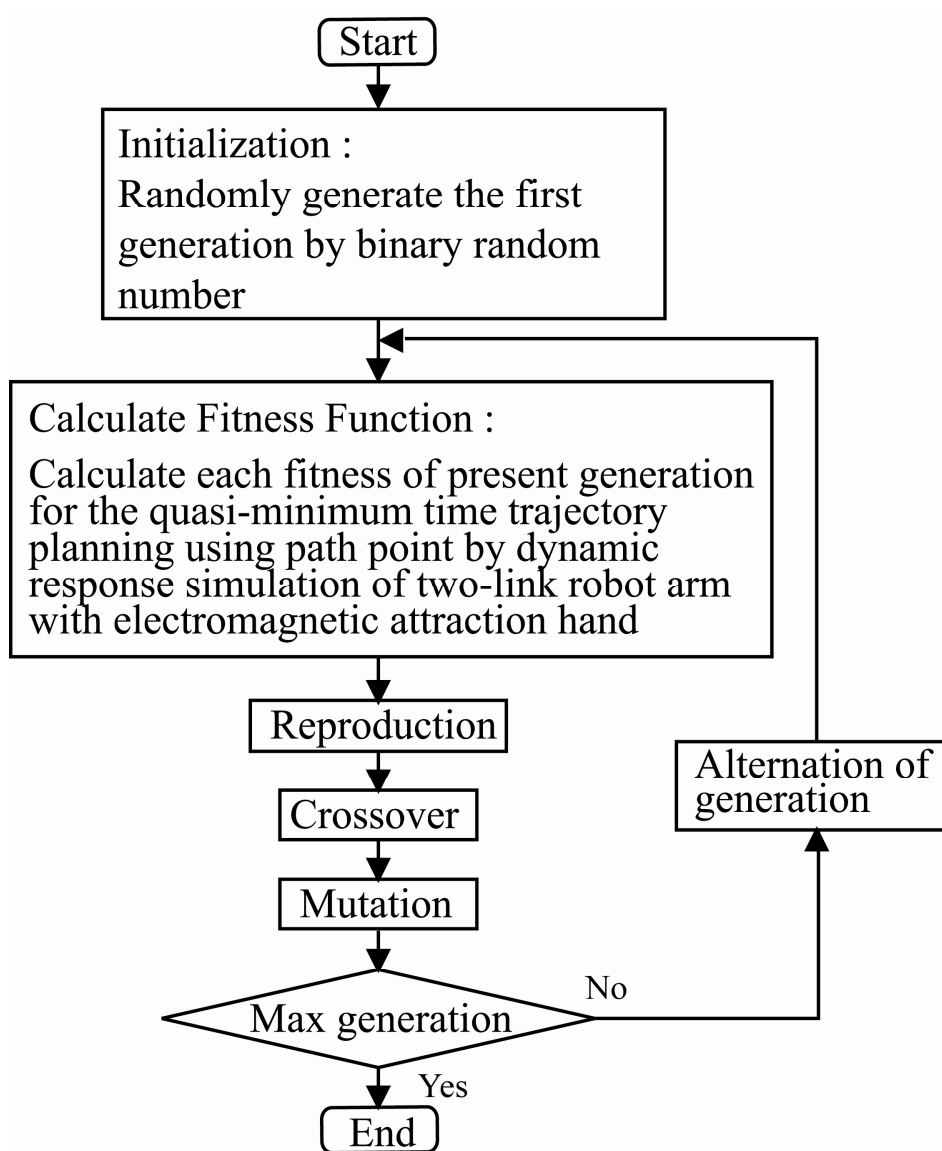 Start
Initialization :
Randomly generate the first
generation by binary random
number
Calculate Fitness Function :
Calculate each fitness of present generation
for the quasi-minimum time trajectory
planning using path point by dynamic
response simulation of two-link robot arm
with electromagnetic attraction hand
Reproduction
Alternation of
generation
Crossover
Mutation
No
Max generation
Yes
End